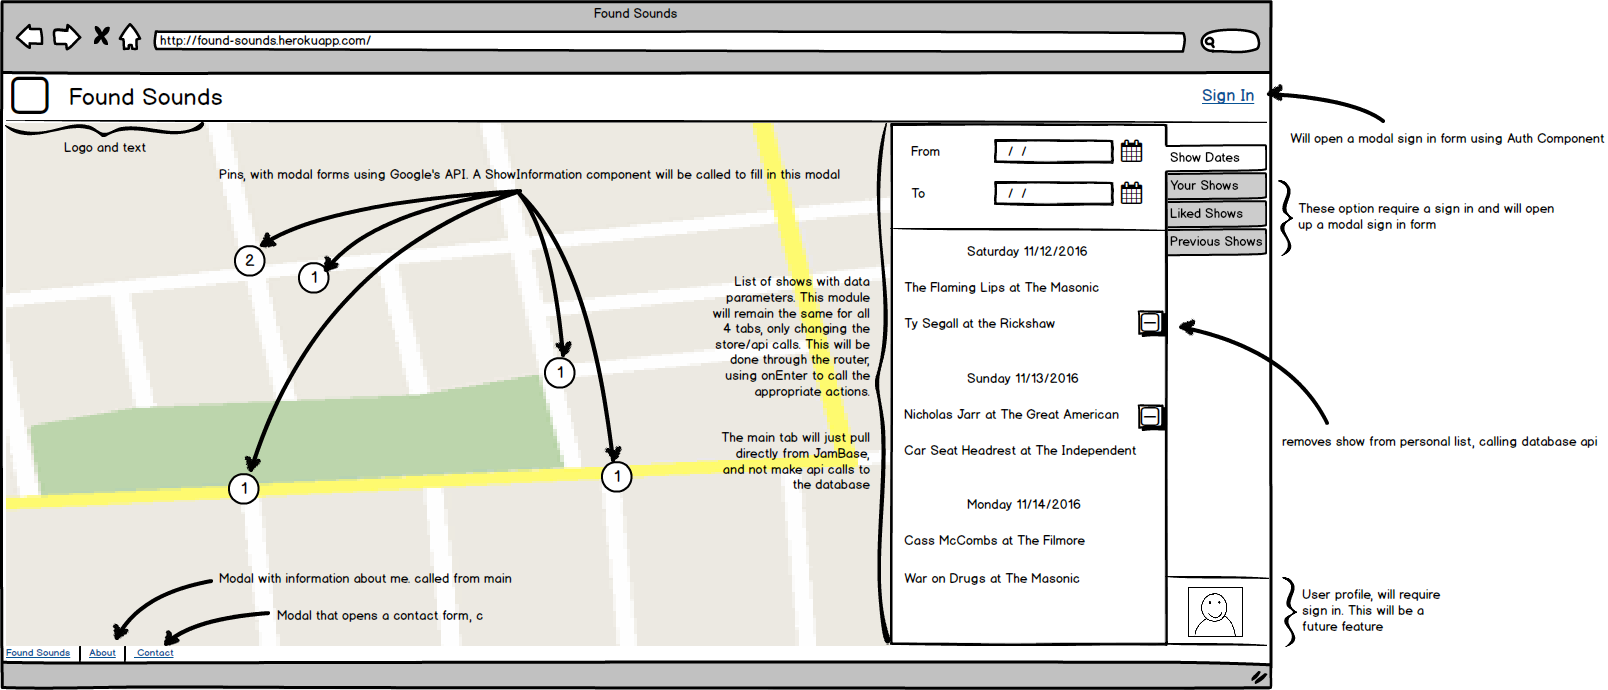 Found Sounds
http://found-sounds.herokuapp.com/
Found Sounds
Sign In
Will open a modal sign in form using Auth Component
Logo and text
Pins, with modal forms using Google's API. A ShowInformation component will be called to fill in this modal
2
1
1
1
1
List of shows with data
parameters. This module
will remain the same for all
4 tabs, only changing the
store/api calls. This will be
done through the router,
using onEnter to call the
appropriate actions.
The main tab will just pull
directly from JamBase,
and not make api calls to
the database
From
/ /
To
/ /
Saturday 11/12/2016
The Flaming Lips at The Masonic
Ty Segall at the Rickshaw
Sunday 11/13/2016
Nicholas Jarr at The Great American
Car Seat Headrest at The Independent
Monday 11/14/2016
Cass McCombs at The Filmore
War on Drugs at The Masonic
Show Dates
Your Shows
Liked Shows
Previous Shows
These option require a sign in and will open
up a modal sign in form
removes show from personal list, calling database api
User profile, will require
sign in. This will be a
future feature
Modal with information about me. called from main
Modal that opens a contact form, c
Found Sounds
About
Contact